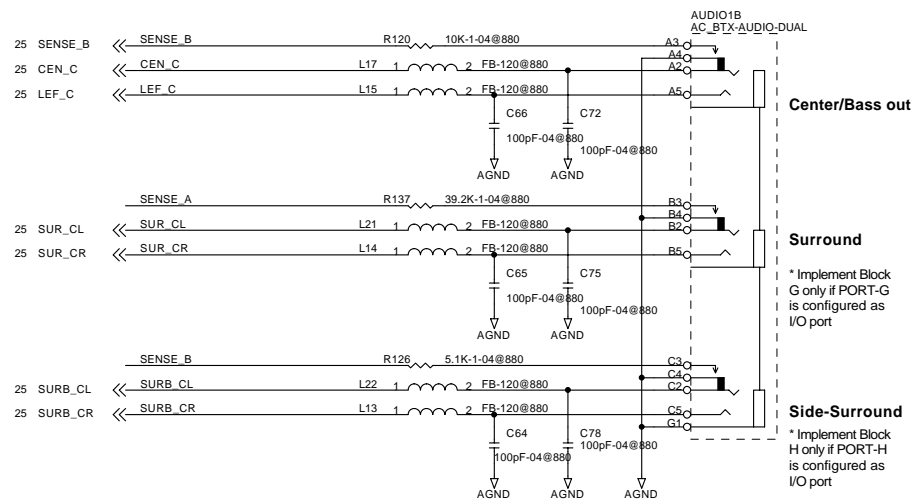 AUDIO1B
AC_BTX-AUDIO-DUAL
25 SENSE_B SENSE_B R120 10K-1-04@880 A3
A4
25 CEN_C CEN_C L17 1 2 FB-120@880 A2
25 LEF_C LEF_C L15 1 2 FB-120@880 A5
Center/Bass out
C66 C72
100pF-04@880 100pF-04@880
AGND AGND
SENSE_A R137 39.2K-1-04@880 B3
B4
25 SUR_CL SUR_CL L21 1 2 FB-120@880 B2
Surround
25 SUR_CR SUR_CR L14 1 2 FB-120@880 B5
C65 C75
100pF-04@880 100pF-04@880
AGND AGND
* Implement Block
G only if PORT-G
is configured as
I/O port
SENSE_B R126 5.1K-1-04@880 C3
C4
25 SURB_CL SURB_CL L22 1 2 FB-120@880 C2
25 SURB_CR SURB_CR L13 1 2 FB-120@880 C5
G1
Side-Surround
C64 C78
100pF-04@880 100pF-04@880
AGND AGND AGND
* Implement Block
H only if PORT-H
is configured as
I/O port